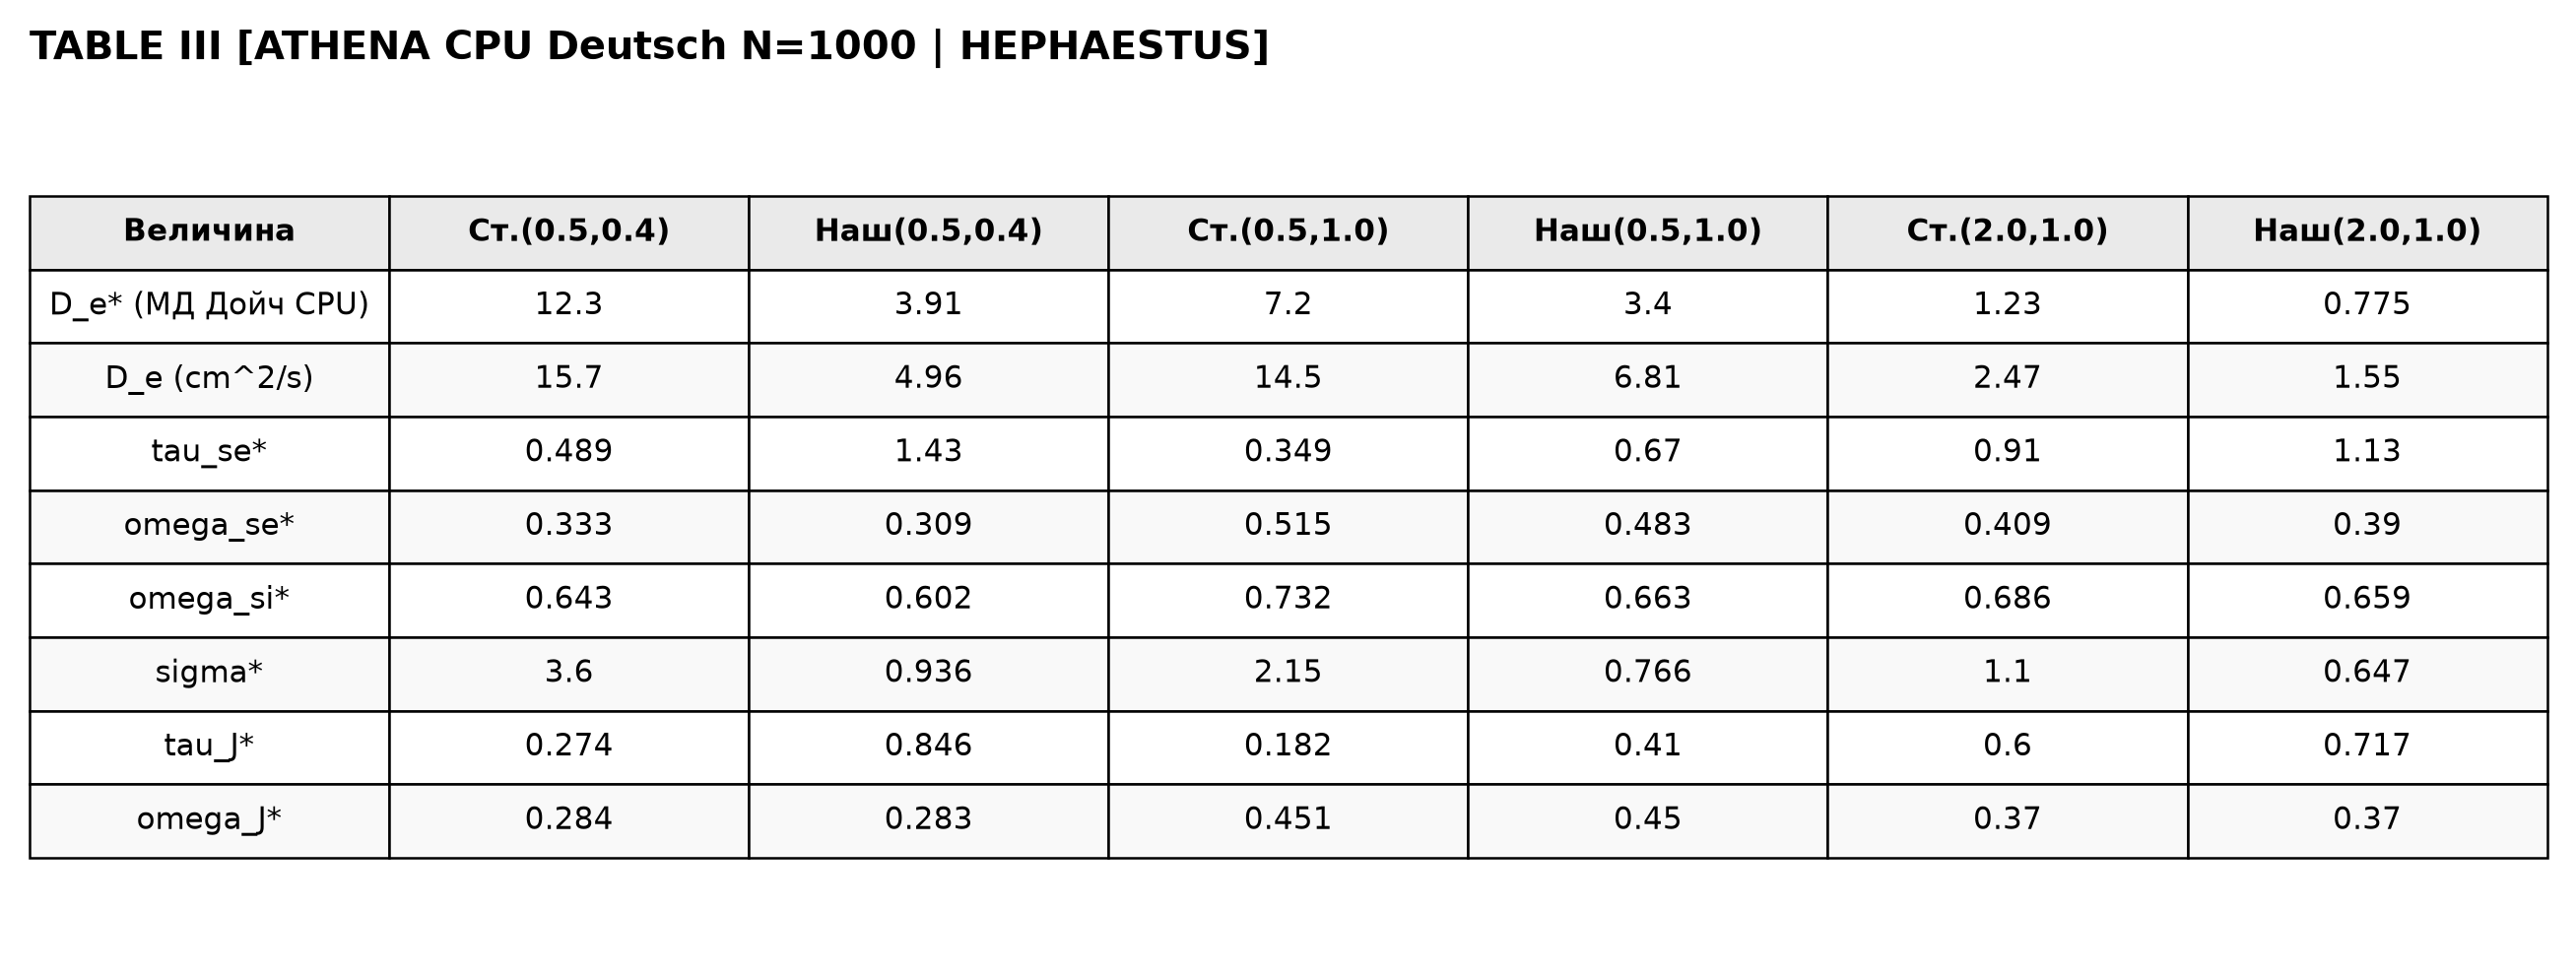 TABLE III [ATHENA CPU Deutsch N=1000 | HEPHAESTUS]
Величина Ст.(0.5,0.4) Наш(0.5,0.4) Ст.(0.5,1.0) Наш(0.5,1.0) Ст.(2.0,1.0) Наш(2.0,1.0)
D_e* (МД Дойч CPU) 12.3 3.91 7.2 3.4 1.23 0.775
D_e (cm^2/s) 15.7 4.96 14.5 6.81 2.47 1.55
tau_se* 0.489 1.43 0.349 0.67 0.91 1.13
omega_se* 0.333 0.309 0.515 0.483 0.409 0.39
omega_si* 0.643 0.602 0.732 0.663 0.686 0.659
sigma* 3.6 0.936 2.15 0.766 1.1 0.647
tau_J* 0.274 0.846 0.182 0.41 0.6 0.717
omega_J* 0.284 0.283 0.451 0.45 0.37 0.37